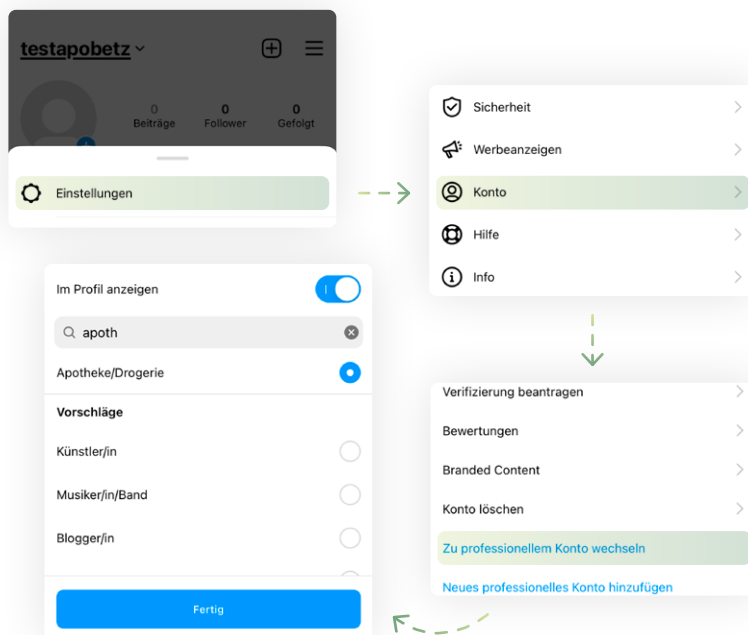 testapobetz
0 0 0
Beiträge Follower Gefolgt
Einstellungen
Sicherheit
Werbeanzeigen
Konto
Hilfe
Info
Verifizierung beantragen
Bewertungen
Branded Content
Konto löschen
Zu professionellem Konto wechseln
Neues professionelles Konto hinzufügen
Im Profil anzeigen
apoth
Apotheke/Drogerie
Vorschläge
Künstler/in
Musiker/in/Band
Blogger/in
Fertig